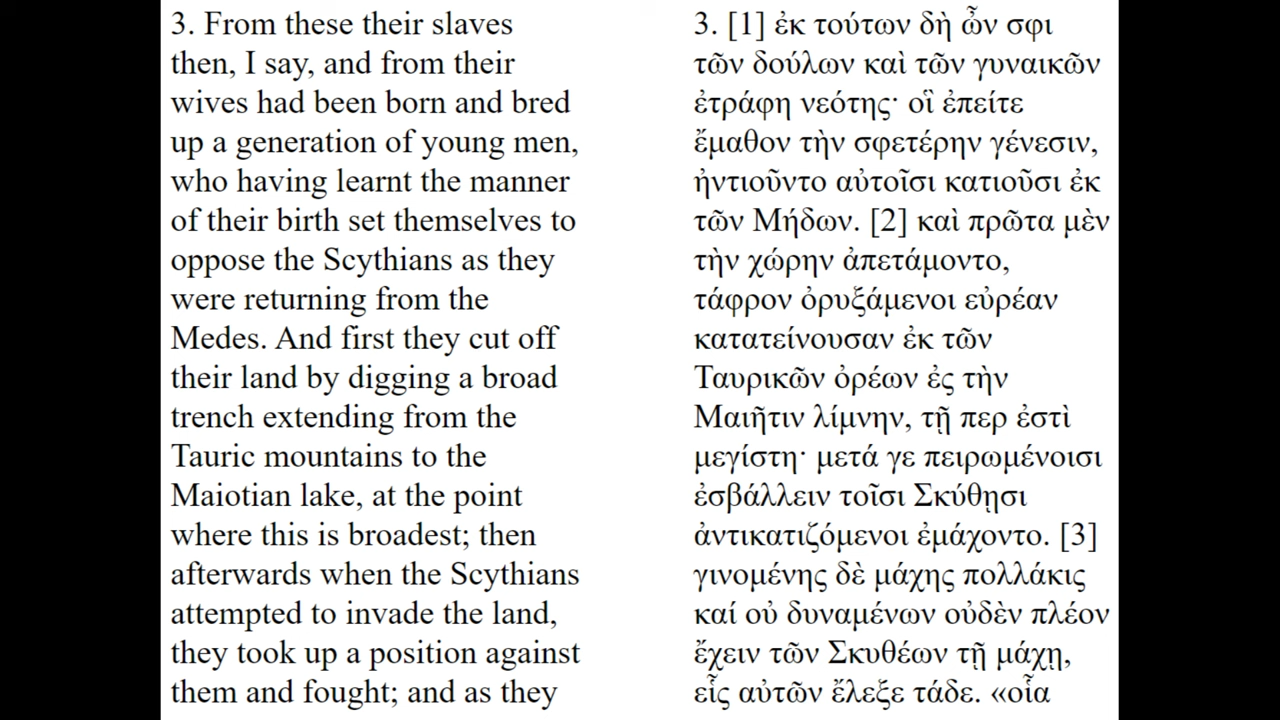 3. From these their slaves
then, I say, and from their
wives had been born and bred
up a generation of young men,
who having learnt the manner
of their birth set themselves to
oppose the Scythians as they
were returning from the
Medes. And first they cut off
their land by digging a broad
trench extending from the
Tauric mountains to the
Maiotian lake, at the point
where this is broadest; then
afterwards when the Scythians
attempted to invade the land,
they took up a position against
them and fought; and as they
3. [1] ἐκ τούτων δὴ ὦν σφι
τῶν δούλων καὶ τῶν γυναικῶν
ἐτράφη νεότης· οἳ ἐπείτε
ἔμαθον τὴν σφετέρην γένεσιν,
ἠντιοῦντο αὐτοῖσι κατιοῦσι ἐκ
τῶν Μήδων. [2] καὶ πρῶτα μὲν
τὴν χώρην ἀπετάμοντο,
τάφρον ὀρυξάμενοι εὐρέαν
κατατείνουσαν ἐκ τῶν
Ταυρικῶν ὀρέων ἐς τὴν
Μαιῆτιν λίμνην, τῇ περ ἐστὶ
μεγίστη· μετά γε πειρωμένοισι
ἐσβάλλειν τοῖσι Σκύθῃσι
ἀντικατιζόμενοι ἐμάχοντο. [3]
γινομένης δὲ μάχης πολλάκις
καί οὐ δυναμένων οὐδὲν πλέον
ἔχειν τῶν Σκυθέων τῇ μάχῃ,
εἷς αὐτῶν ἔλεξε τάδε. «οἷα